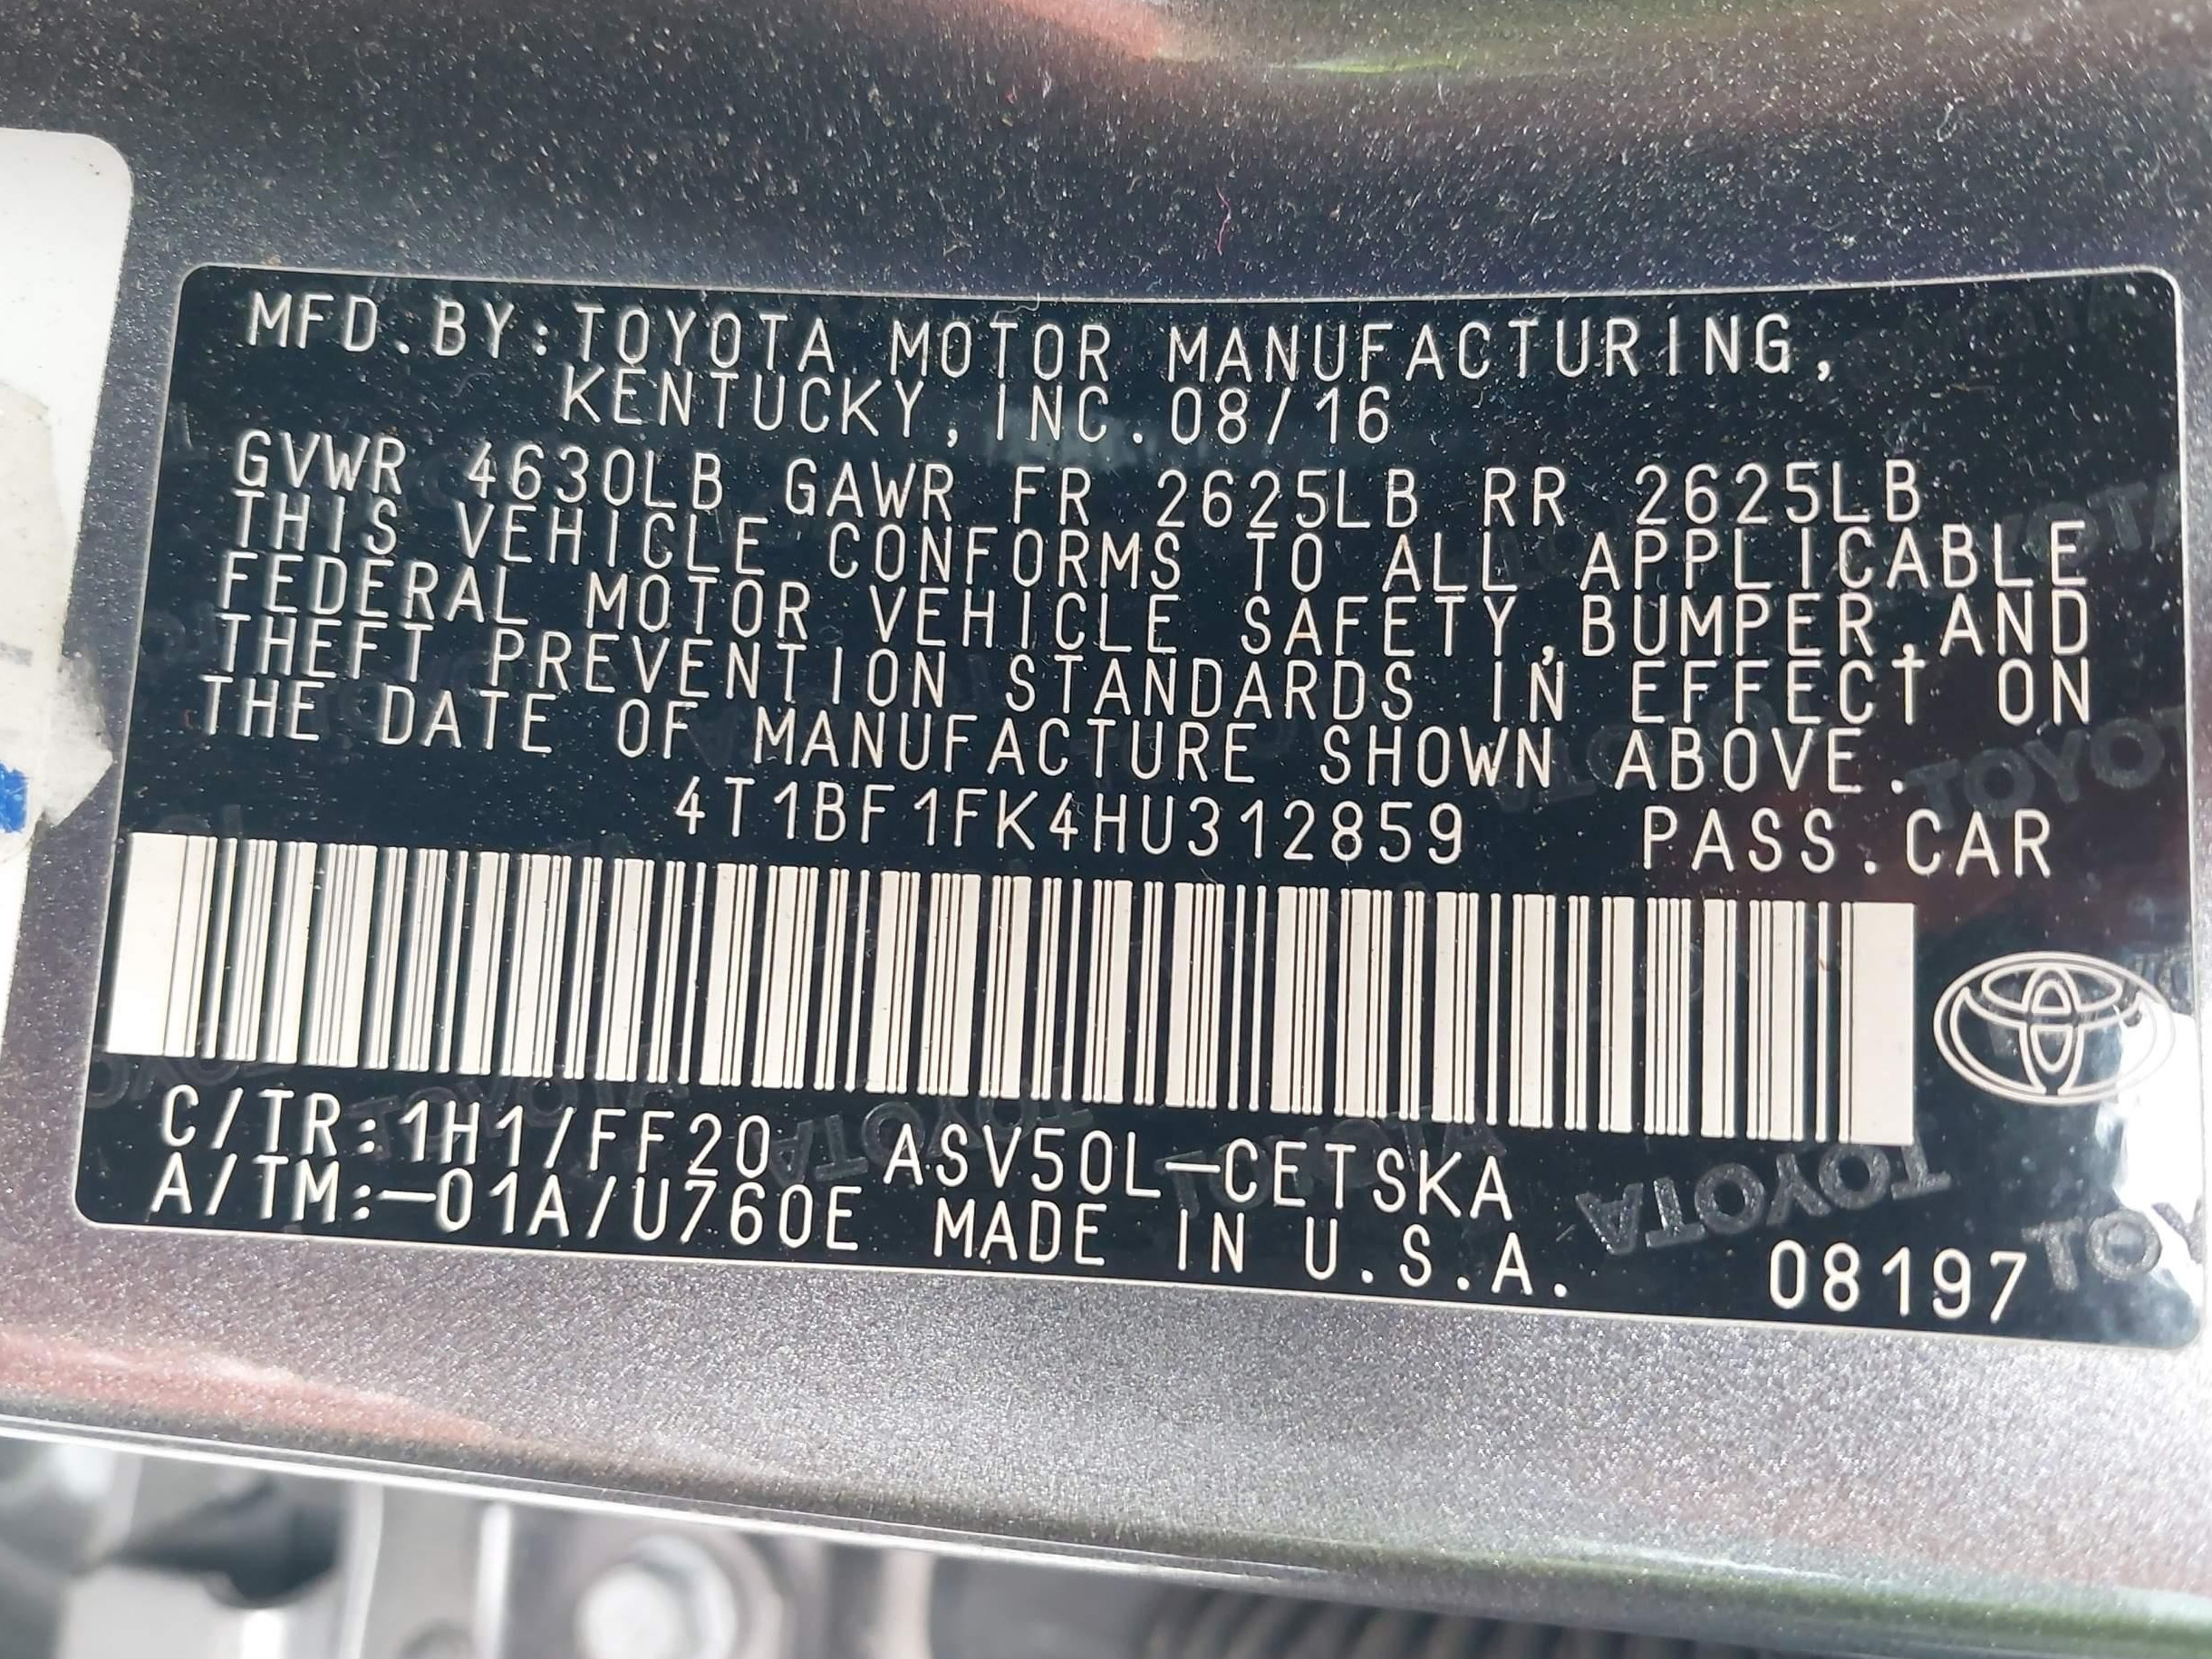 MFD.BY:TOYOTA MOTOR MANUFACTURING,
KENTUCKY, INC.08/16
GVWR 4630LB GAWR FR 2625LB RR 2625LB
THIS VEHICLE CONFORMS TO ALL APPLICABLE
FEDERAL MOTOR VEHICLE SAFETY,BUMPER,AND
THEFT PREVENTION STANDARDS IN EFFECT ON
THE DATE OF MANUFACTURE SHOWN ABOVE.
4T1BF1FK4HU312859 PASS.CAR
C/TR:1H1/FF20 ASV50L-CETSKA
A/TM:-01A/U760E MADE IN U.S.A. 08197
TOYOTA